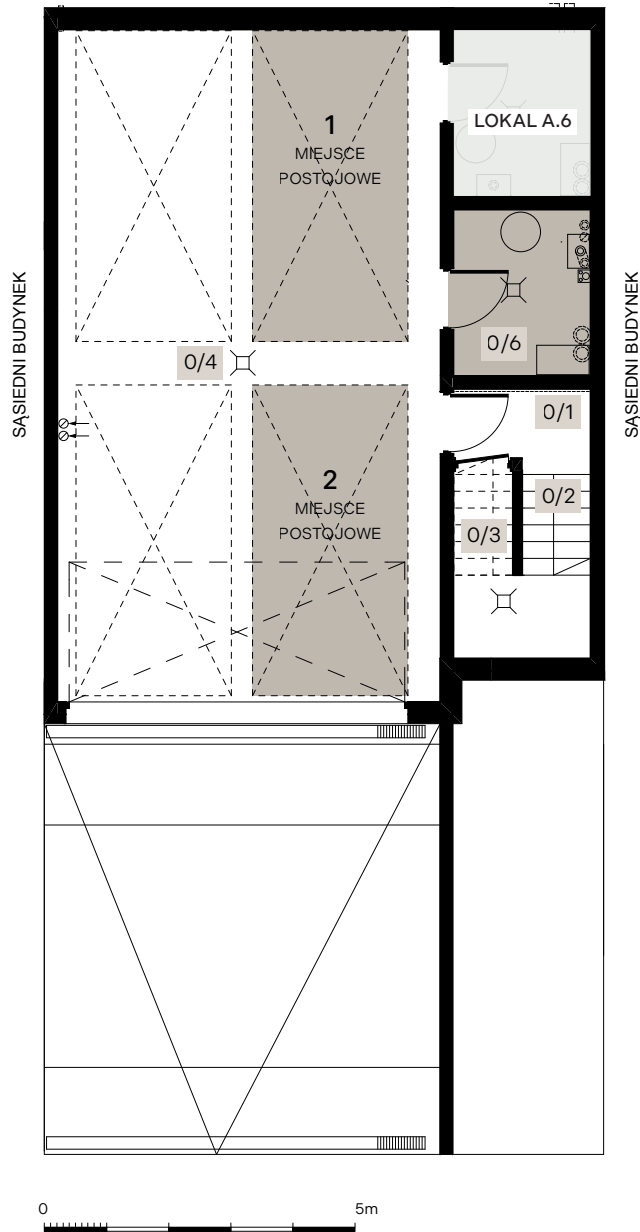 1
MIEJSCE
POSTOJOWE
LOKAL A.6
SĄSIEDNI BUDYNEK
SĄSIEDNI BUDYNEK
0/6
0/4
0/1
2
MIEJSCE
POSTOJOWE
0/2
0/3
0
5m